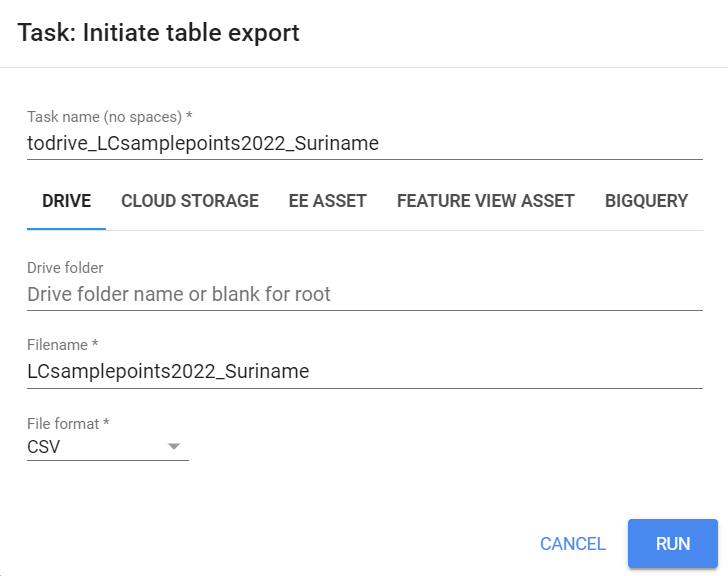 Task: Initiate table export
Task name (no spaces) *
todrive_LCsamplepoints2022_Suriname
DRIVE CLOUD STORAGE EE ASSET FEATURE VIEW ASSET BIGQUERY
Drive folder
Drive folder name or blank for root
Filename *
LCsamplepoints2022_Suriname
File format *
CSV
CANCEL RUN